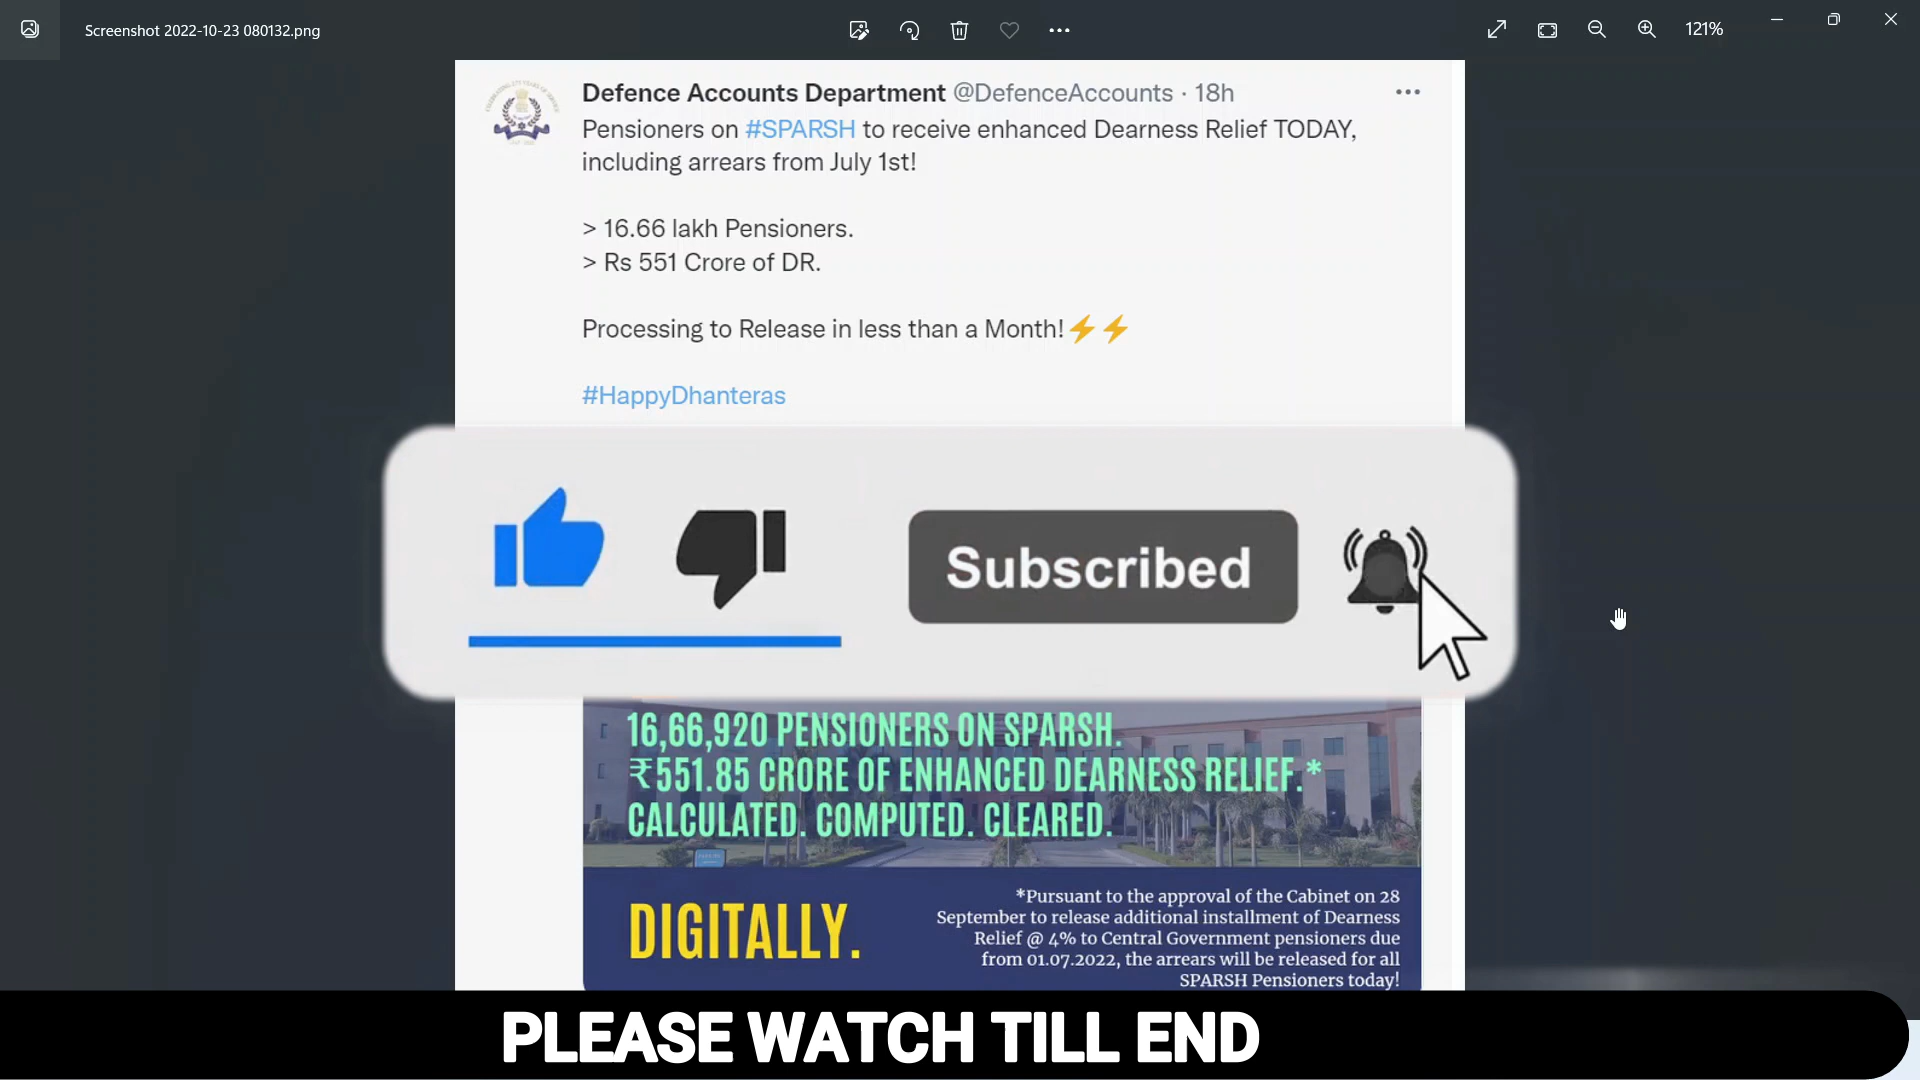 Screenshot 2022-10-23 080132.png
121%
Defence Accounts Department @DefenceAccounts · 18h
Pensioners on #SPARSH to receive enhanced Dearness Relief TODAY,
including arrears from July 1st!
> 16.66 lakh Pensioners.
> Rs 551 Crore of DR.
Processing to Release in less than a Month!⚡⚡
#HappyDhanteras
Subscribed
16,66,920 PENSIONERS ON SPARSH.
₹551.85 CRORE OF ENHANCED DEARNESS RELIEF.*
CALCULATED. COMPUTED. CLEARED.
DIGITALLY.
*Pursuant to the approval of the Cabinet on 28
September to release additional installment of Dearness
Relief @ 4% to Central Government pensioners due
from 01.07.2022, the arrears will be released for all
SPARSH Pensioners today!
PLEASE WATCH TILL END